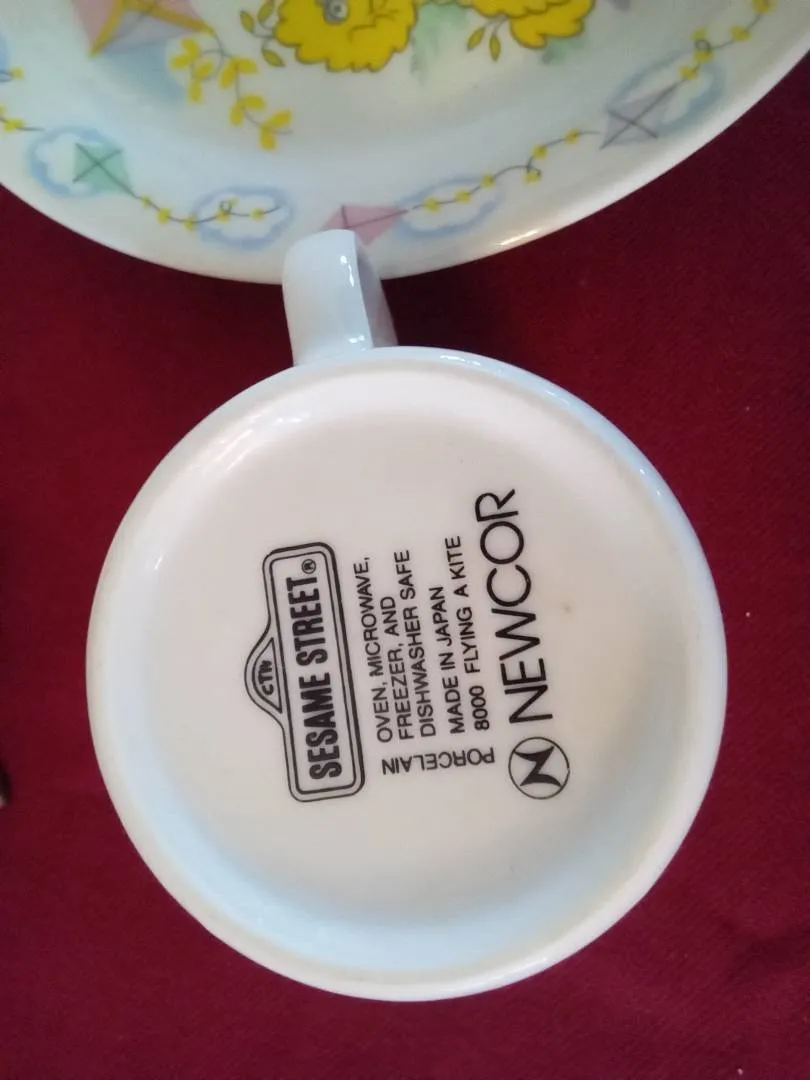 CTW
SESAME STREET®
PORCELAIN
OVEN, MICROWAVE,
FREEZER, AND
DISHWASHER SAFE
MADE IN JAPAN
8000 FLYING A KITE
NEWCOR